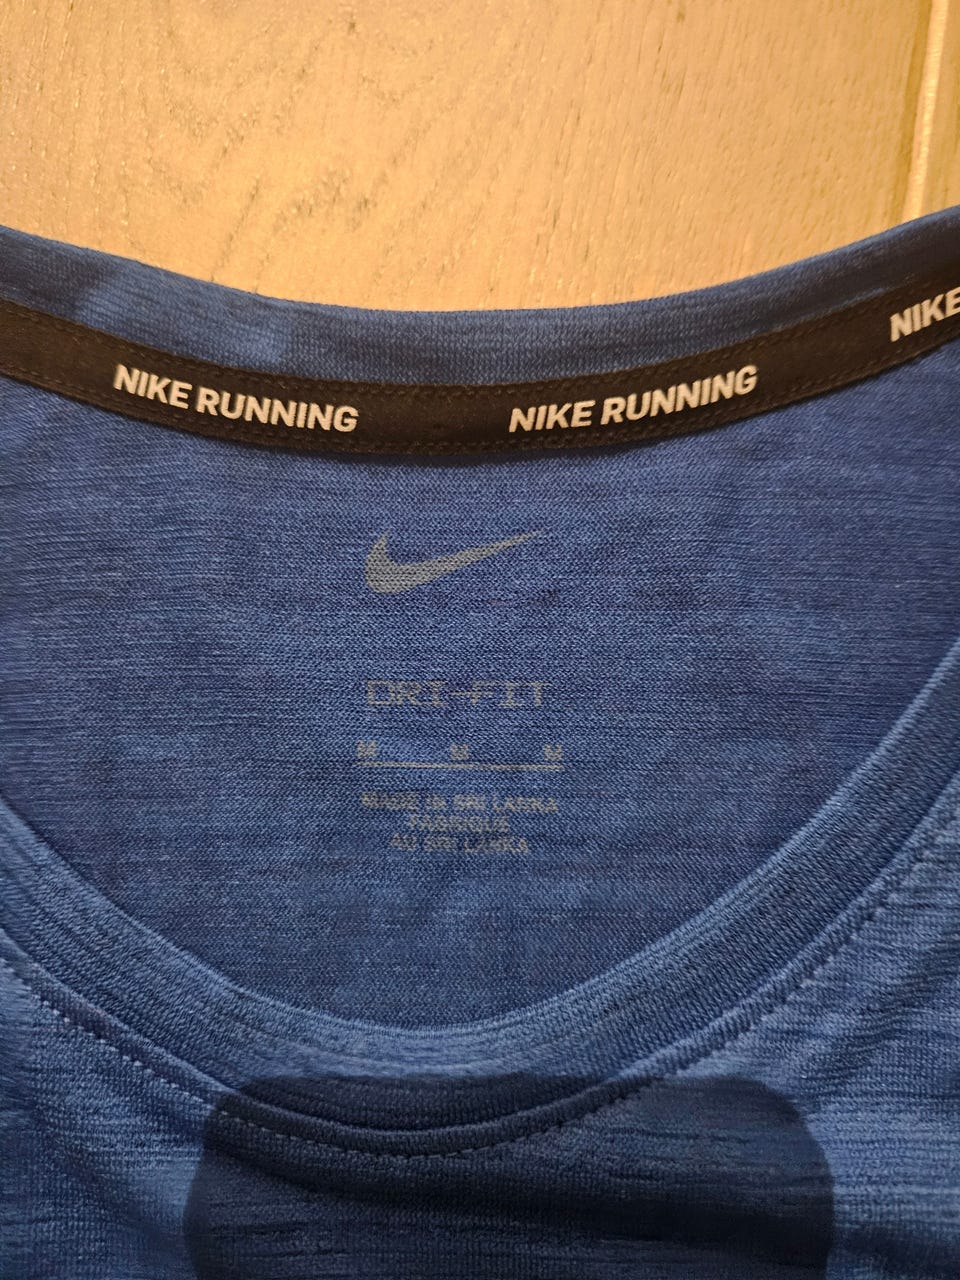 NIKE RUNNING NIKE RUNNING NIKE
DRI-FIT
M M M
MADE IN SRI LANKA
FABRIQUÉ
AU SRI LANKA